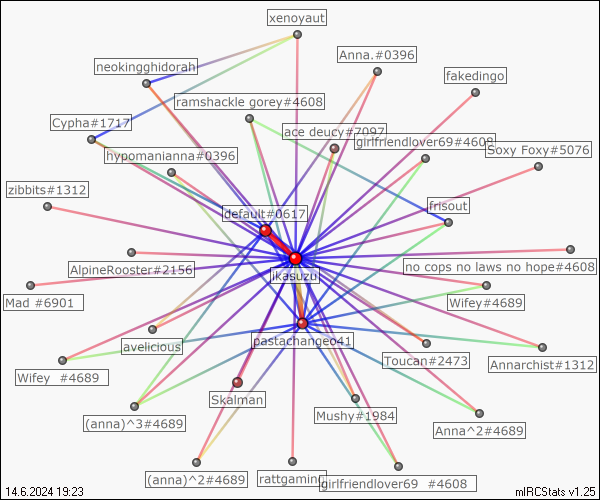 xenoyaut
Anna.#0396
neokingghidorah
fakedingo
ramshackle gorey#4608
Cypha#1717
ace deucy#7097
girlfriendlover69#4608
Soxy Foxy#5076
hypomanianna#0396
zibbits#1312
frisout
default#0617
AlpineRooster#2156
jikasuzu
no cops no laws no hope#4608
Mad #6901
Wifey#4689
avelicious
pastachangeo41
Toucan#2473
Annarchist#1312
Wifey #4689
Skalman
(anna)^3#4689
Mushy#1984
Anna^2#4689
(anna)^2#4689
rattgaming
girlfriendlover69 #4608
14.6.2024 19:23
mIRCStats v1.25